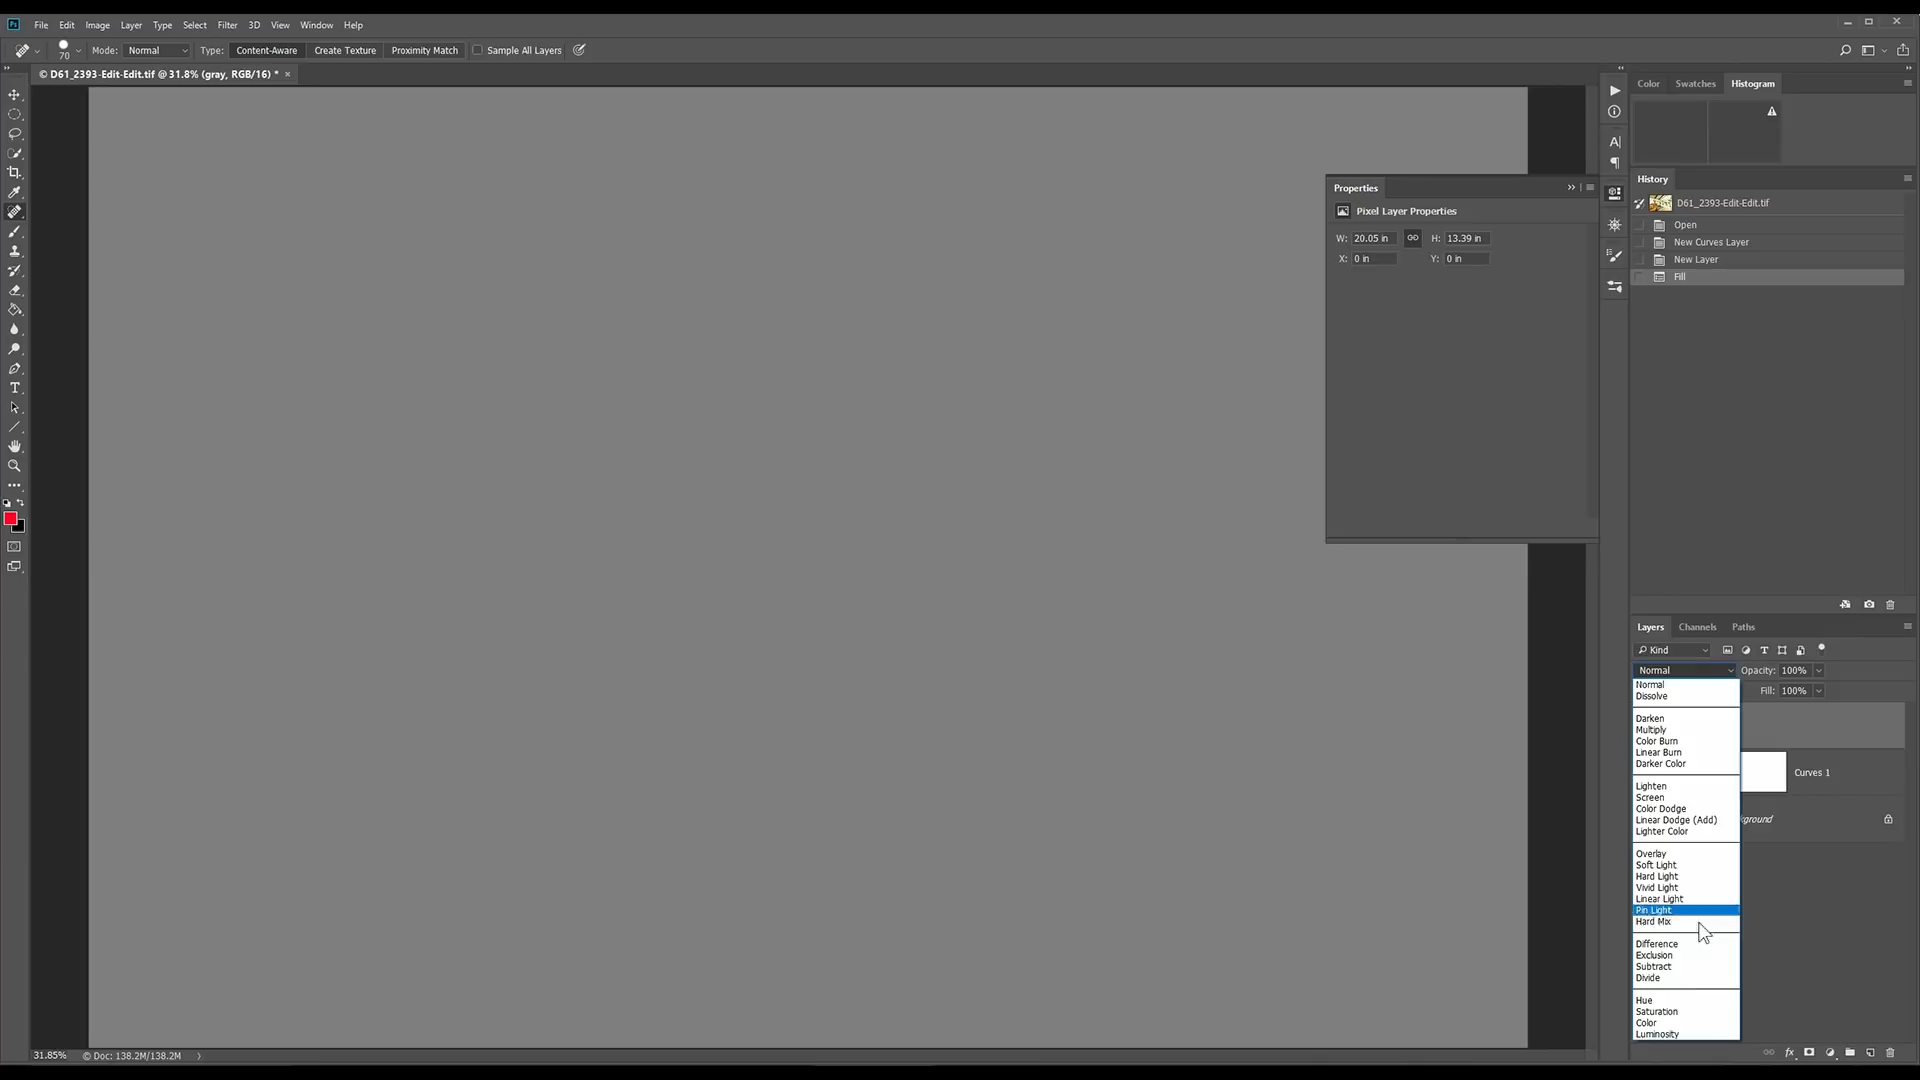 Ps File Edit Image Layer Type Select Filter 3D View Window Help
70 Mode: Normal Type: Content-Aware Create Texture Proximity Match Sample All Layers
© D61_2393-Edit-Edit.tif @ 31.8% (gray, RGB/16) * ×
Color Swatches Histogram
History
D61_2393-Edit-Edit.tif
Open
New Curves Layer
New Layer
Fill
Properties
Pixel Layer Properties
W: 20.05 in H: 13.39 in
X: 0 in Y: 0 in
Layers Channels Paths
Kind
Normal Opacity: 100%
Fill: 100%
Normal
Dissolve
Darken
Multiply
Color Burn
Linear Burn
Darker Color
Lighten
Screen
Color Dodge
Linear Dodge (Add)
Lighter Color
Overlay
Soft Light
Hard Light
Vivid Light
Linear Light
Pin Light
Hard Mix
Difference
Exclusion
Subtract
Divide
Hue
Saturation
Color
Luminosity
Curves 1
kground
fx
31.85% © Doc: 138.2M/138.2M